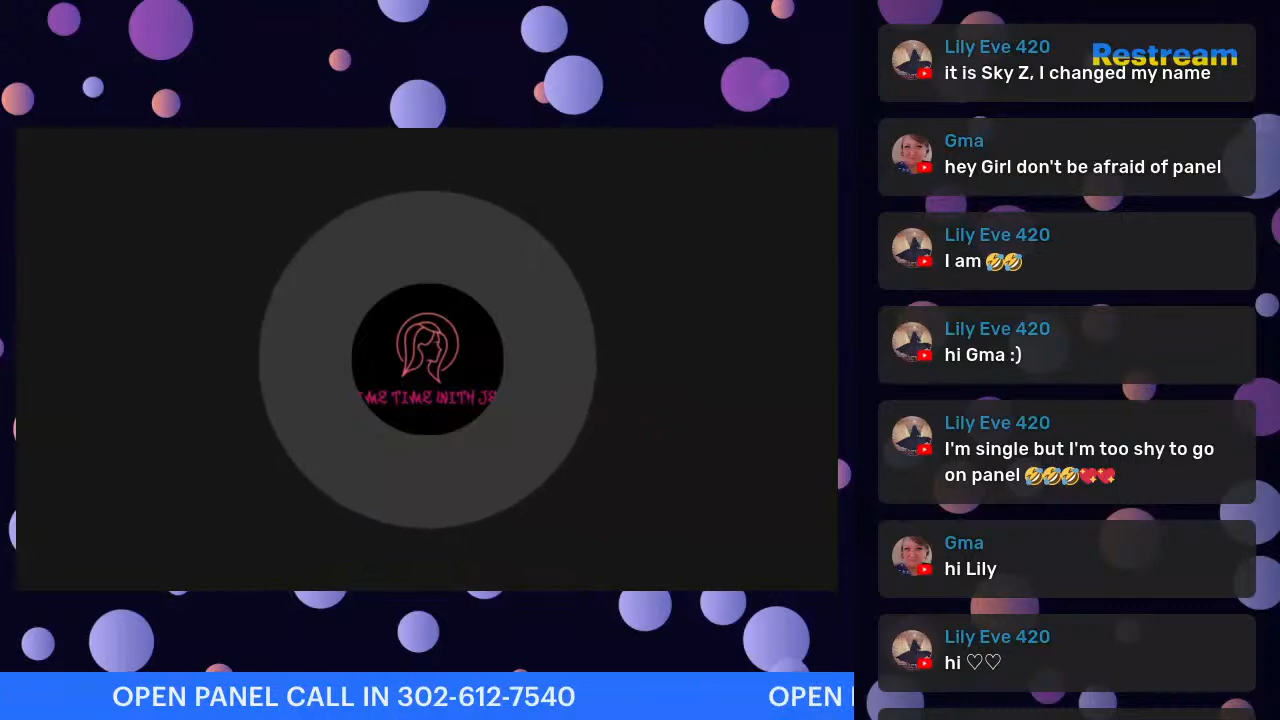 Restream
Lily Eve 420
it is Sky Z, I changed my name
Gma
hey Girl don't be afraid of panel
Lily Eve 420
I am 🤣🤣
Lily Eve 420
hi Gma :)
Lily Eve 420
I'm single but I'm too shy to go
on panel 🤣🤣🤣💖💖
Gma
hi Lily
Lily Eve 420
hi ♡♡
TIME WITH
OPEN PANEL CALL IN 302-612-7540
OPEN